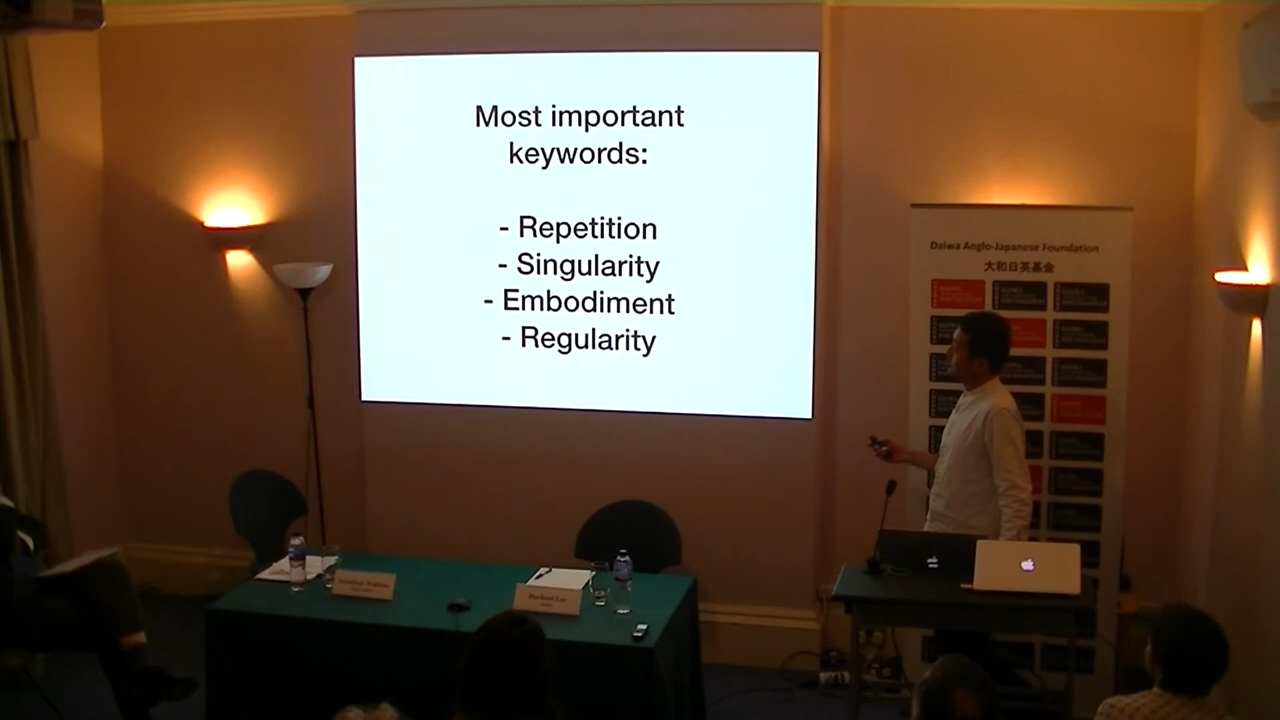 Most important
keywords:
- Repetition
- Singularity
- Embodiment
- Regularity
Daiwa Anglo-Japanese Foundation
大和日英基金